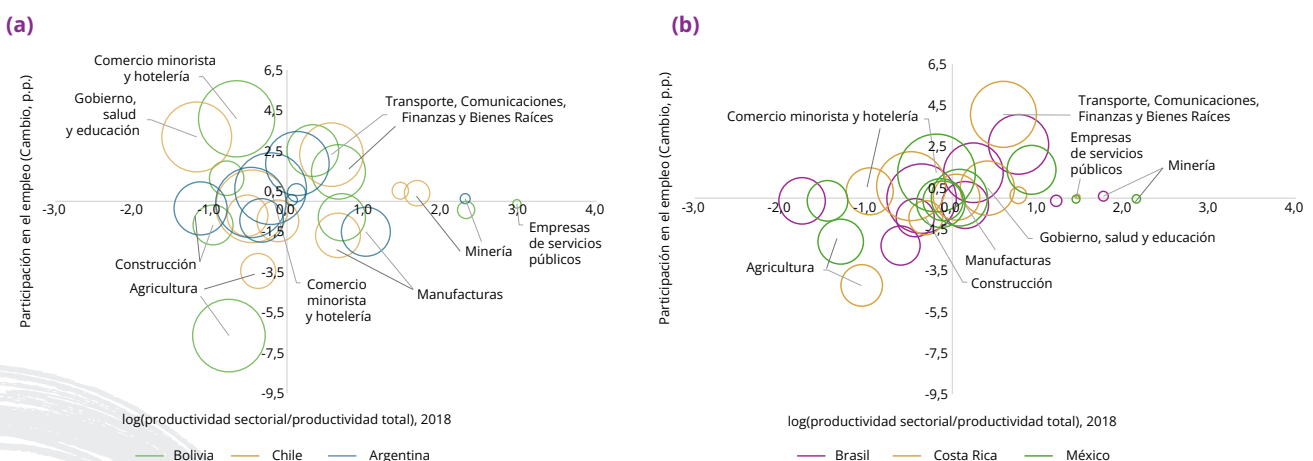 (a)
Participación en el empleo (Cambio, p.p.)
Comercio minorista
y hotelería
Gobierno,
salud
y educación
Transporte, Comunicaciones,
Finanzas y Bienes Raíces
6,5
4,5
2,5
0,5
-1,5
-3,5
-5,5
-7,5
-9,5
-3,0
-2,0
-1,0
0,0
1,0
2,0
3,0
4,0
Construcción
Agricultura
Comercio
minorista
y hotelería
Manufacturas
Minería
Empresas
de servicios
públicos
log(productividad sectorial/productividad total), 2018
Bolivia Chile Argentina
(b)
Participación en el empleo (Cambio, p.p.)
Comercio minorista y hotelería
Transporte, Comunicaciones,
Finanzas y Bienes Raíces
Empresas
de servicios
públicos
Minería
6,5
4,5
2,5
0,5
-1,5
-3,5
-5,5
-7,5
-9,5
-3,0
-2,0
-1,0
0,0
1,0
2,0
3,0
4,0
Gobierno, salud y educación
Agricultura
Manufacturas
Construcción
log(productividad sectorial/productividad total), 2018
Brasil Costa Rica México